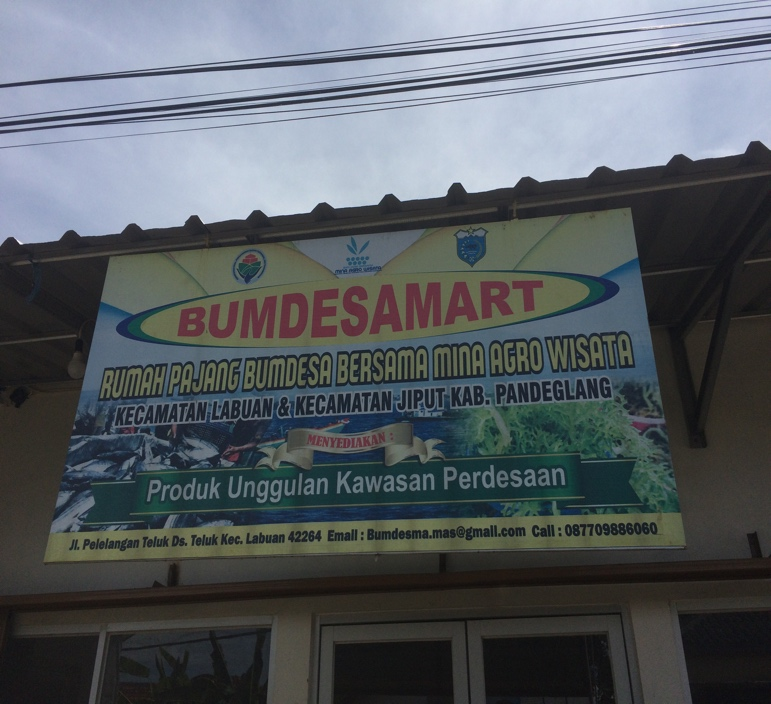 BUMDESAMART
RUMAH PAJANG BUMDESA BERSAMA MINA AGRO WISATA
KECAMATAN LABUAN & KECAMATAN JIPUT KAB. PANDEGLANG
MENYEDIAKAN :
Produk Unggulan Kawasan Perdesaan
Jl. Pelelangan Teluk Ds. Teluk Kec. Labuan 42264 Email : Bumdesma.mas@gmail.com Call : 087709886060